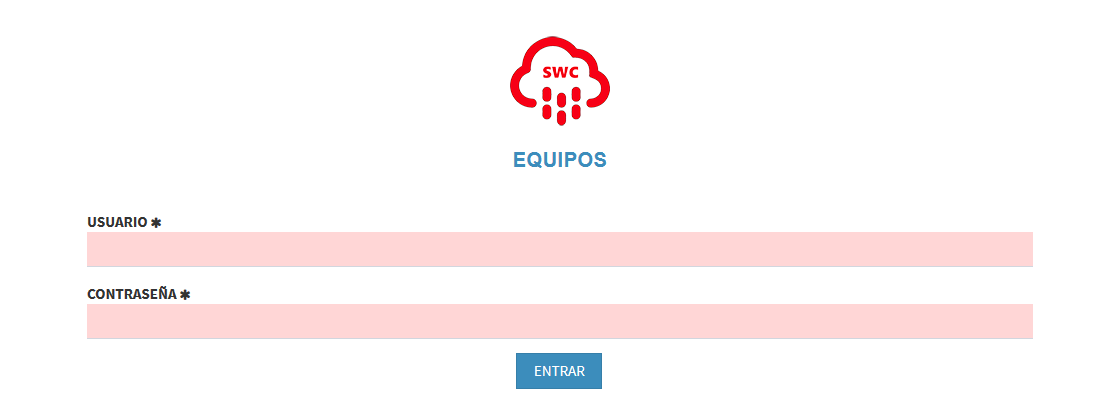 SWC
EQUIPOS
USUARIO ✱
CONTRASEÑA ✱
ENTRAR